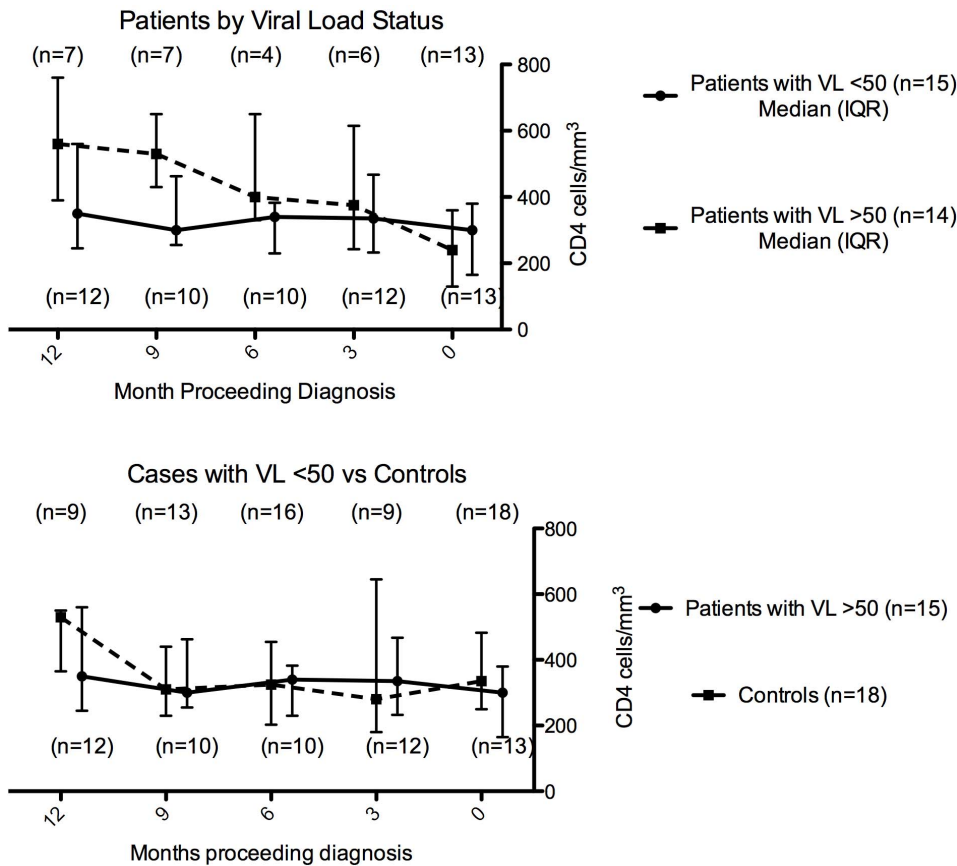 Patients by Viral Load Status
(n=7) (n=7) (n=4) (n=6) (n=13)
800
600
400
200
0
CD4 cells/mm³
(n=12) (n=10) (n=10) (n=12) (n=13)
12 9 6 3 0
Month Proceeding Diagnosis
Patients with VL <50 (n=15)
Median (IQR)
Patients with VL >50 (n=14)
Median (IQR)
Cases with VL <50 vs Controls
(n=9) (n=13) (n=16) (n=9) (n=18)
800
600
400
200
0
CD4 cells/mm³
(n=12) (n=10) (n=10) (n=12) (n=13)
12 9 6 3 0
Months proceeding diagnosis
Patients with VL >50 (n=15)
Controls (n=18)